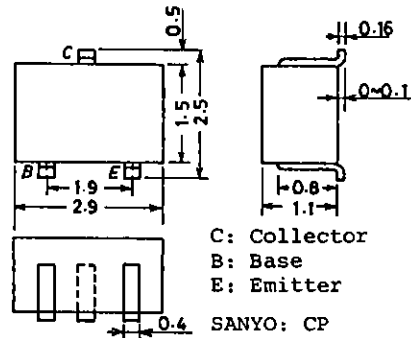 C
0.5
0.16
1.5
2.5
0~0.1
B
E
1.9
2.9
0.8
1.1
C: Collector
B: Base
E: Emitter
0.4
SANYO: CP